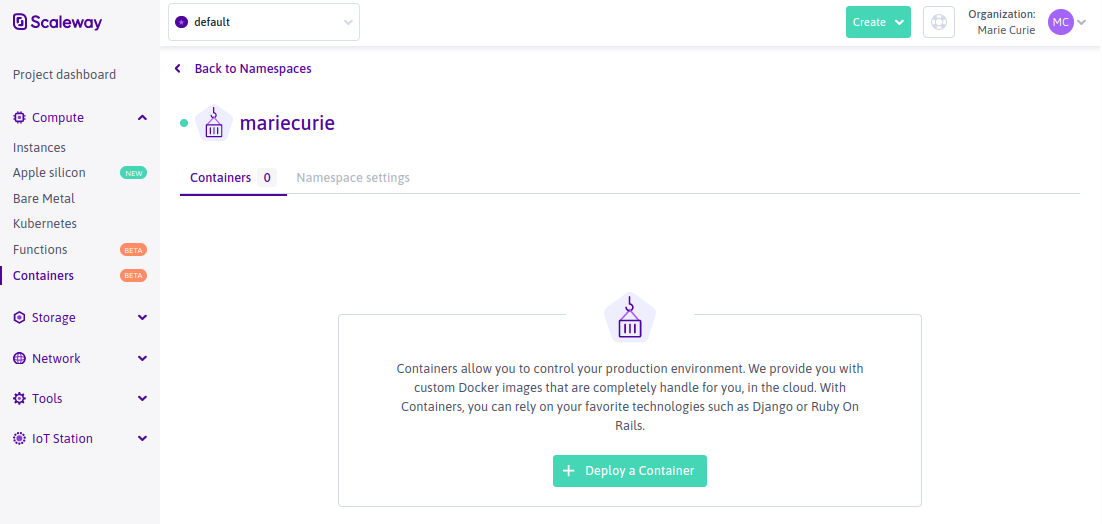 Scaleway
default
Create
Organization:
Marie Curie
MC
Project dashboard
Compute
Instances
Apple silicon NEW
Bare Metal
Kubernetes
Functions BETA
Containers BETA
Storage
Network
Tools
IoT Station
Back to Namespaces
mariecurie
Containers 0 Namespace settings
Containers allow you to control your production environment. We provide you with
custom Docker images that are completely handle for you, in the cloud. With
Containers, you can rely on your favorite technologies such as Django or Ruby On
Rails.
+ Deploy a Container